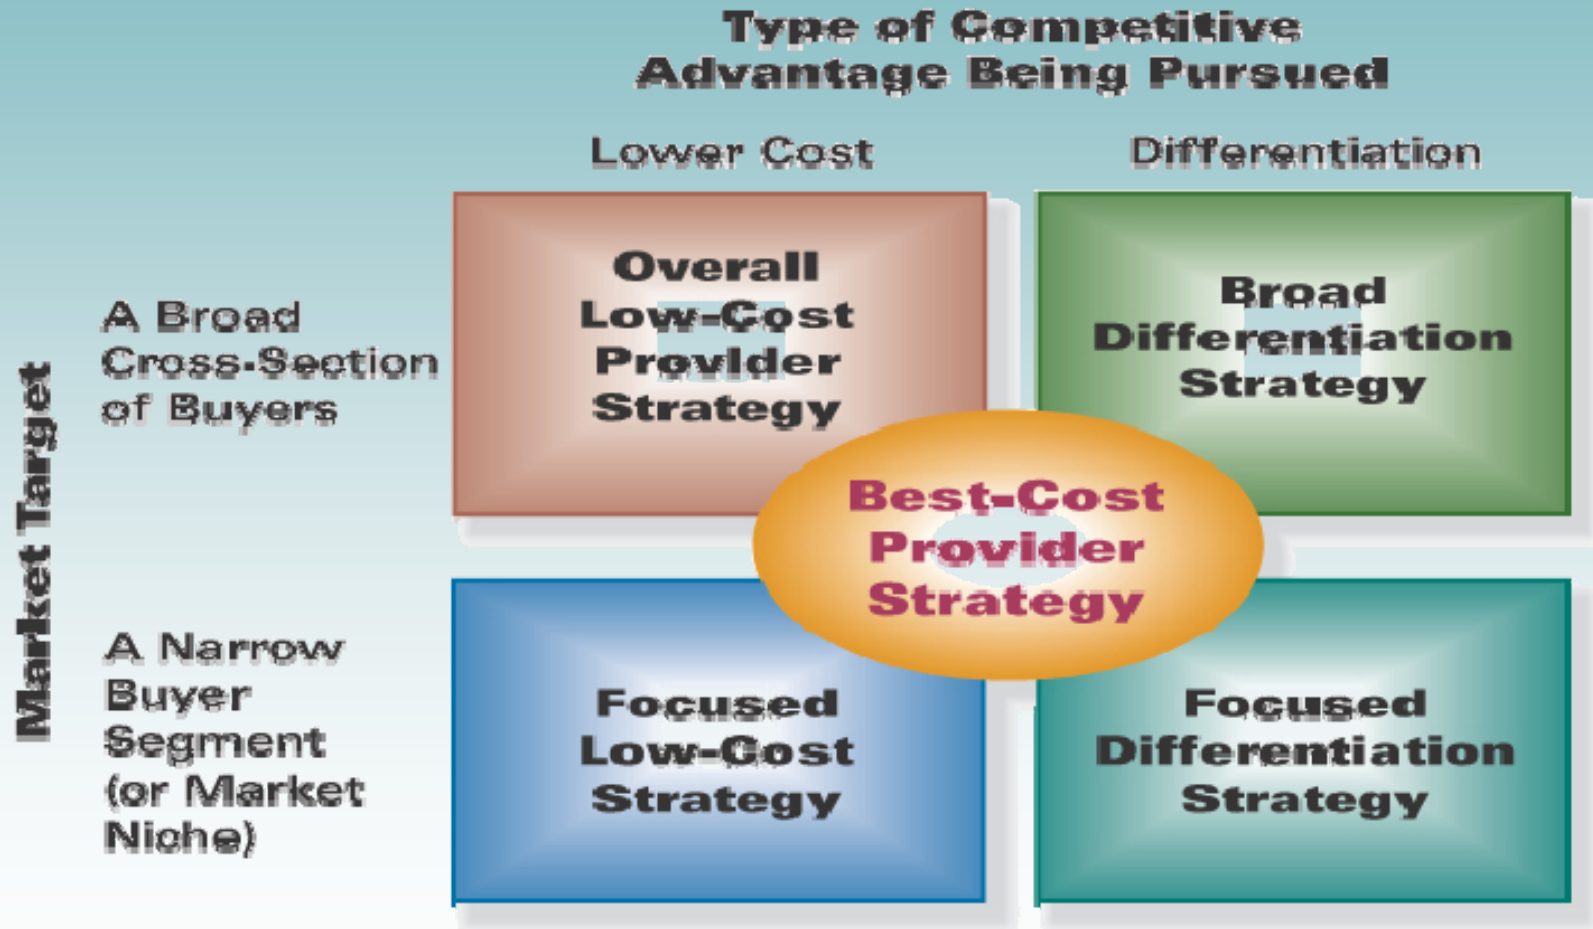 Type of Competitive
Advantage Being Pursued
Lower Cost
Differentiation
Market Target
A Broad
Cross-Section
of Buyers
Overall
Low-Cost
Provider
Strategy
Broad
Differentiation
Strategy
Best-Cost
Provider
Strategy
A Narrow
Buyer
Segment
(or Market
Niche)
Focused
Low-Cost
Strategy
Focused
Differentiation
Strategy